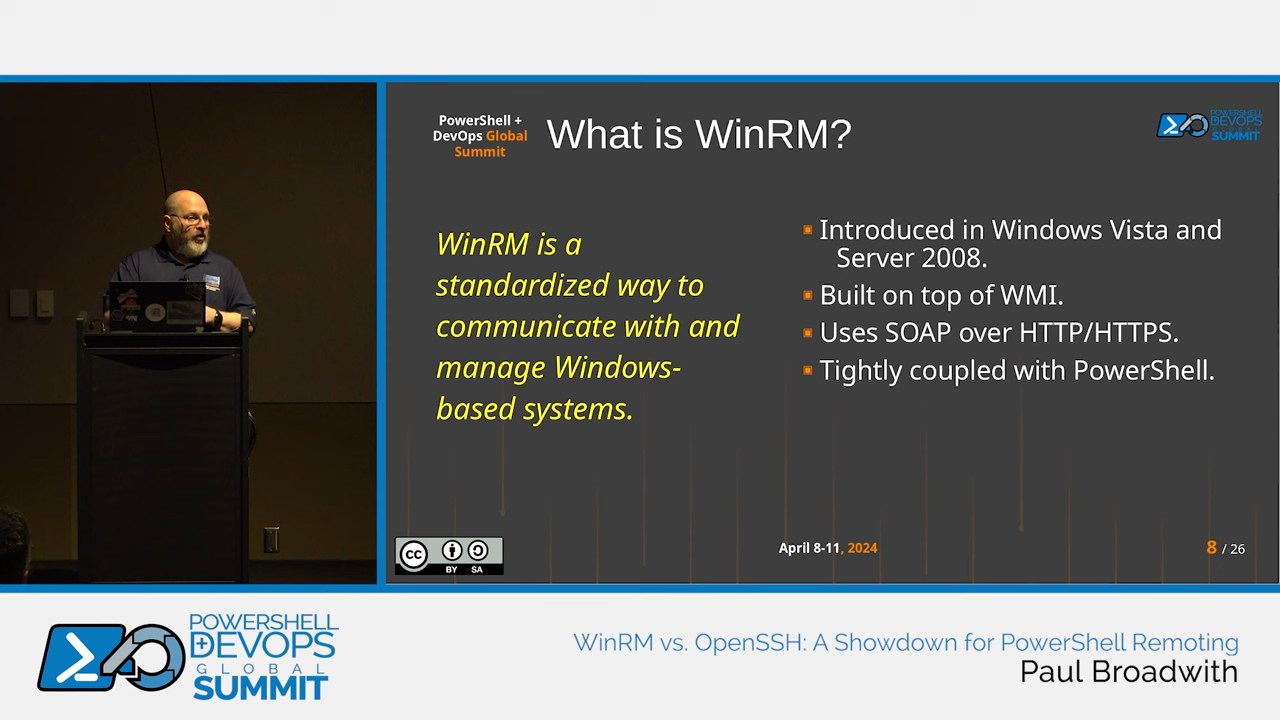 PowerShell +
DevOps Global
Summit
What is WinRM?
POWERSHELL
DEVOPS
GLOBAL
SUMMIT
WinRM is a
standardized way to
communicate with and
manage Windows-
based systems.
Introduced in Windows Vista and
Server 2008.
Built on top of WMI.
Uses SOAP over HTTP/HTTPS.
Tightly coupled with PowerShell.
cc
BY SA
April 8-11, 2024
8 / 26
POWERSHELL
+DEVOPS
GLOBAL
SUMMIT
WinRM vs. OpenSSH: A Showdown for PowerShell Remoting
Paul Broadwith